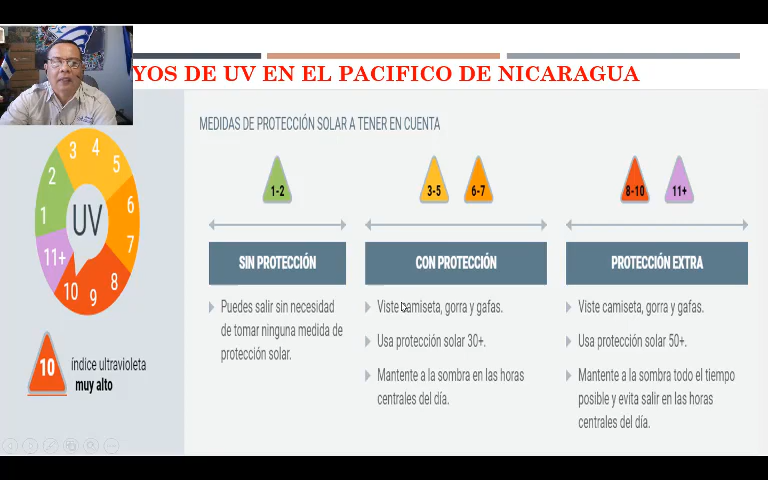 YOS DE UV EN EL PACIFICO DE NICARAGUA
MEDIDAS DE PROTECCIÓN SOLAR A TENER EN CUENTA
1
2
3
4
5
6
7
8
9
10
11+
UV
10
índice ultravioleta
muy alto
1-2
3-5
6-7
8-10
11+
SIN PROTECCIÓN
Puedes salir sin necesidad
de tomar ninguna medida de
protección solar.
CON PROTECCIÓN
Viste camiseta, gorra y gafas.
Usa protección solar 30+.
Mantente a la sombra en las horas
centrales del día.
PROTECCIÓN EXTRA
Viste camiseta, gorra y gafas.
Usa protección solar 50+.
Mantente a la sombra todo el tiempo
posible y evita salir en las horas
centrales del día.